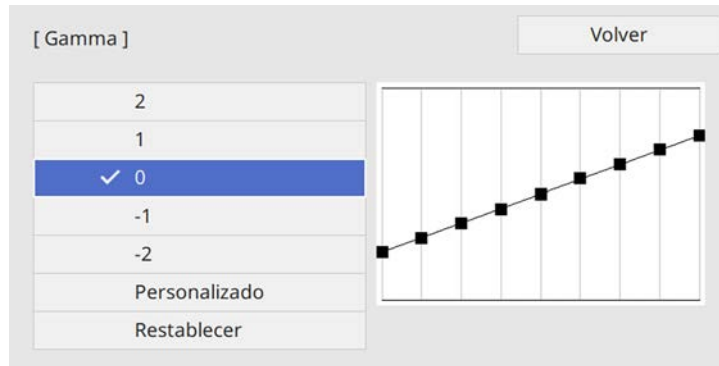 [ Gamma ]
Volver
2
1
0
-1
-2
Personalizado
Restablecer